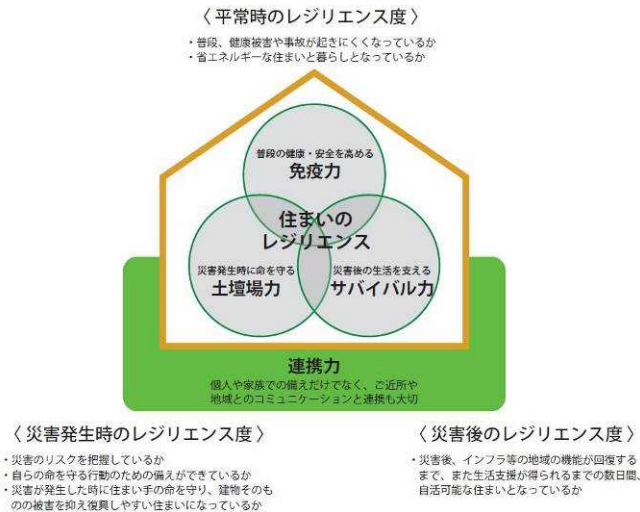 〈 平常時のレジリエンス度 〉
・普段、健康被害や事故が起きにくくなっているか
・省エネルギーな住まいと暮らしとなっているか
普段の健康・安全を高める
免疫力
住まいの
レジリエンス
災害発生時に命を守る
土壇場力
災害後の生活を支える
サバイバル力
連携力
個人や家族での備えだけでなく、ご近所や
地域とのコミュニケーションと連携も大切
〈 災害発生時のレジリエンス度 〉
・災害のリスクを把握しているか
・自らの命を守る行動のための備えができているか
・災害が発生した時に住まい手の命を守り、建物そのも
のの被害を抑え復興しやすい住まいになっているか
〈 災害後のレジリエンス度 〉
・災害後、インフラ等の地域の機能が回復する
まで、また生活支援が得られるまでの数日間、
自活可能な住まいとなっているか